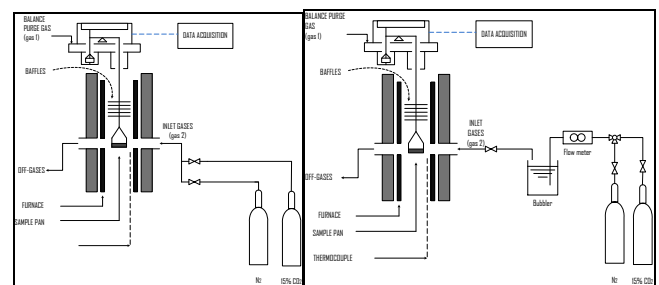 BALANCE
PURGE GAS
(gas 1)
DATA ACQUISITION
BAFFLES
INLET GASES
(gas 2)
OFF-GASES
FURNACE
SAMPLE PAN
N2
15% CO2
BALANCE PURGE
GAS
(gas 1)
DATA ACQUISITION
BAFFLES
INLET
GASES
(gas 2)
Flow meter
OFF-GASES
Bubbler
FURNACE
SAMPLE PAN
THERMOCOUPLE
N2
15% CO2